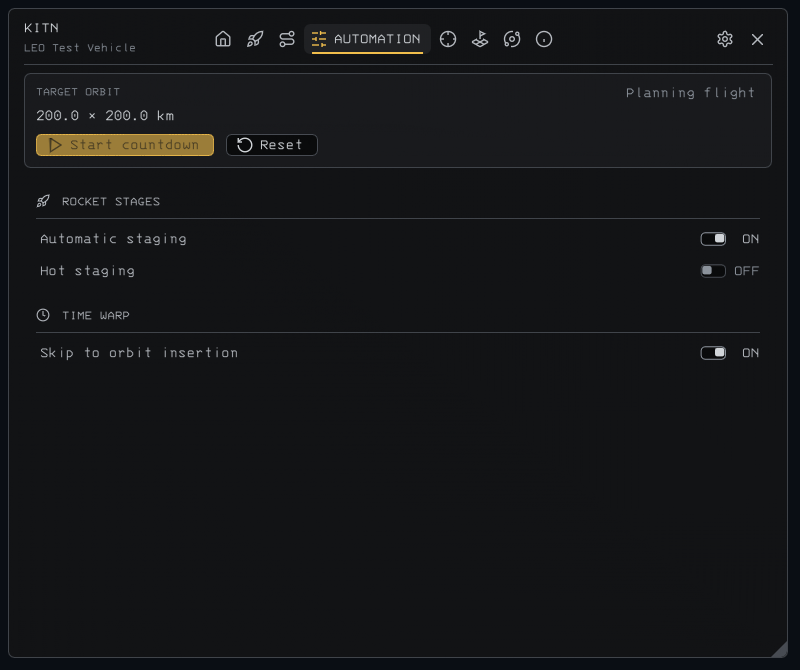 KITN
LEO Test Vehicle
AUTOMATION
TARGET ORBIT
Planning flight
200.0 × 200.0 km
Start countdown
Reset
ROCKET STAGES
Automatic staging ON
Hot staging OFF
TIME WARP
Skip to orbit insertion ON